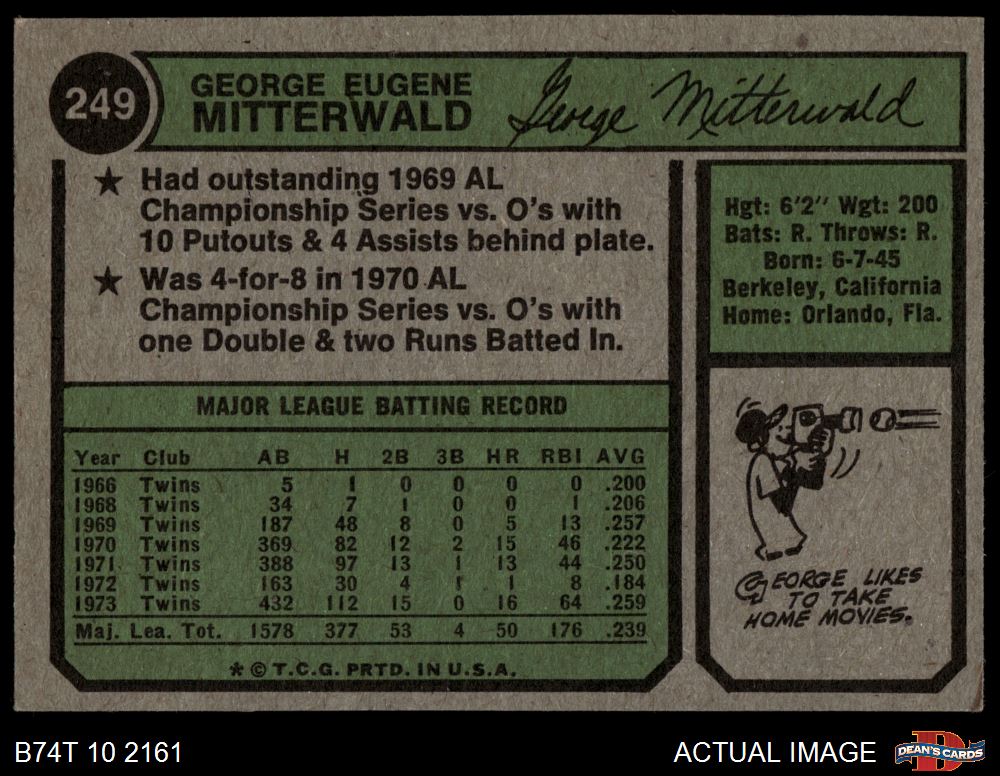 249
GEORGE EUGENE
MITTERWALD
George Mitterwald
★ Had outstanding 1969 AL
Championship Series vs. O's with
10 Putouts & 4 Assists behind plate.
★ Was 4-for-8 in 1970 AL
Championship Series vs. O's with
one Double & two Runs Batted In.
Hgt: 6'2" Wgt: 200
Bats: R. Throws: R.
Born: 6-7-45
Berkeley, California
Home: Orlando, Fla.
MAJOR LEAGUE BATTING RECORD
Year Club AB H 2B 3B HR RBI AVG
1966 Twins 5 1 0 0 0 0 .200
1968 Twins 34 7 1 0 0 1 .206
1969 Twins 187 48 8 0 5 13 .257
1970 Twins 369 82 12 2 15 46 .222
1971 Twins 388 97 13 1 13 44 .250
1972 Twins 163 30 4 1 1 8 .184
1973 Twins 432 112 15 0 16 64 .259
Maj. Lea. Tot. 1578 377 53 4 50 176 .239
* © T.C.G. PRTD. IN U.S.A.
GEORGE LIKES
TO TAKE
HOME MOVIES.
B74T 10 2161
ACTUAL IMAGE
DEAN'S CARDS